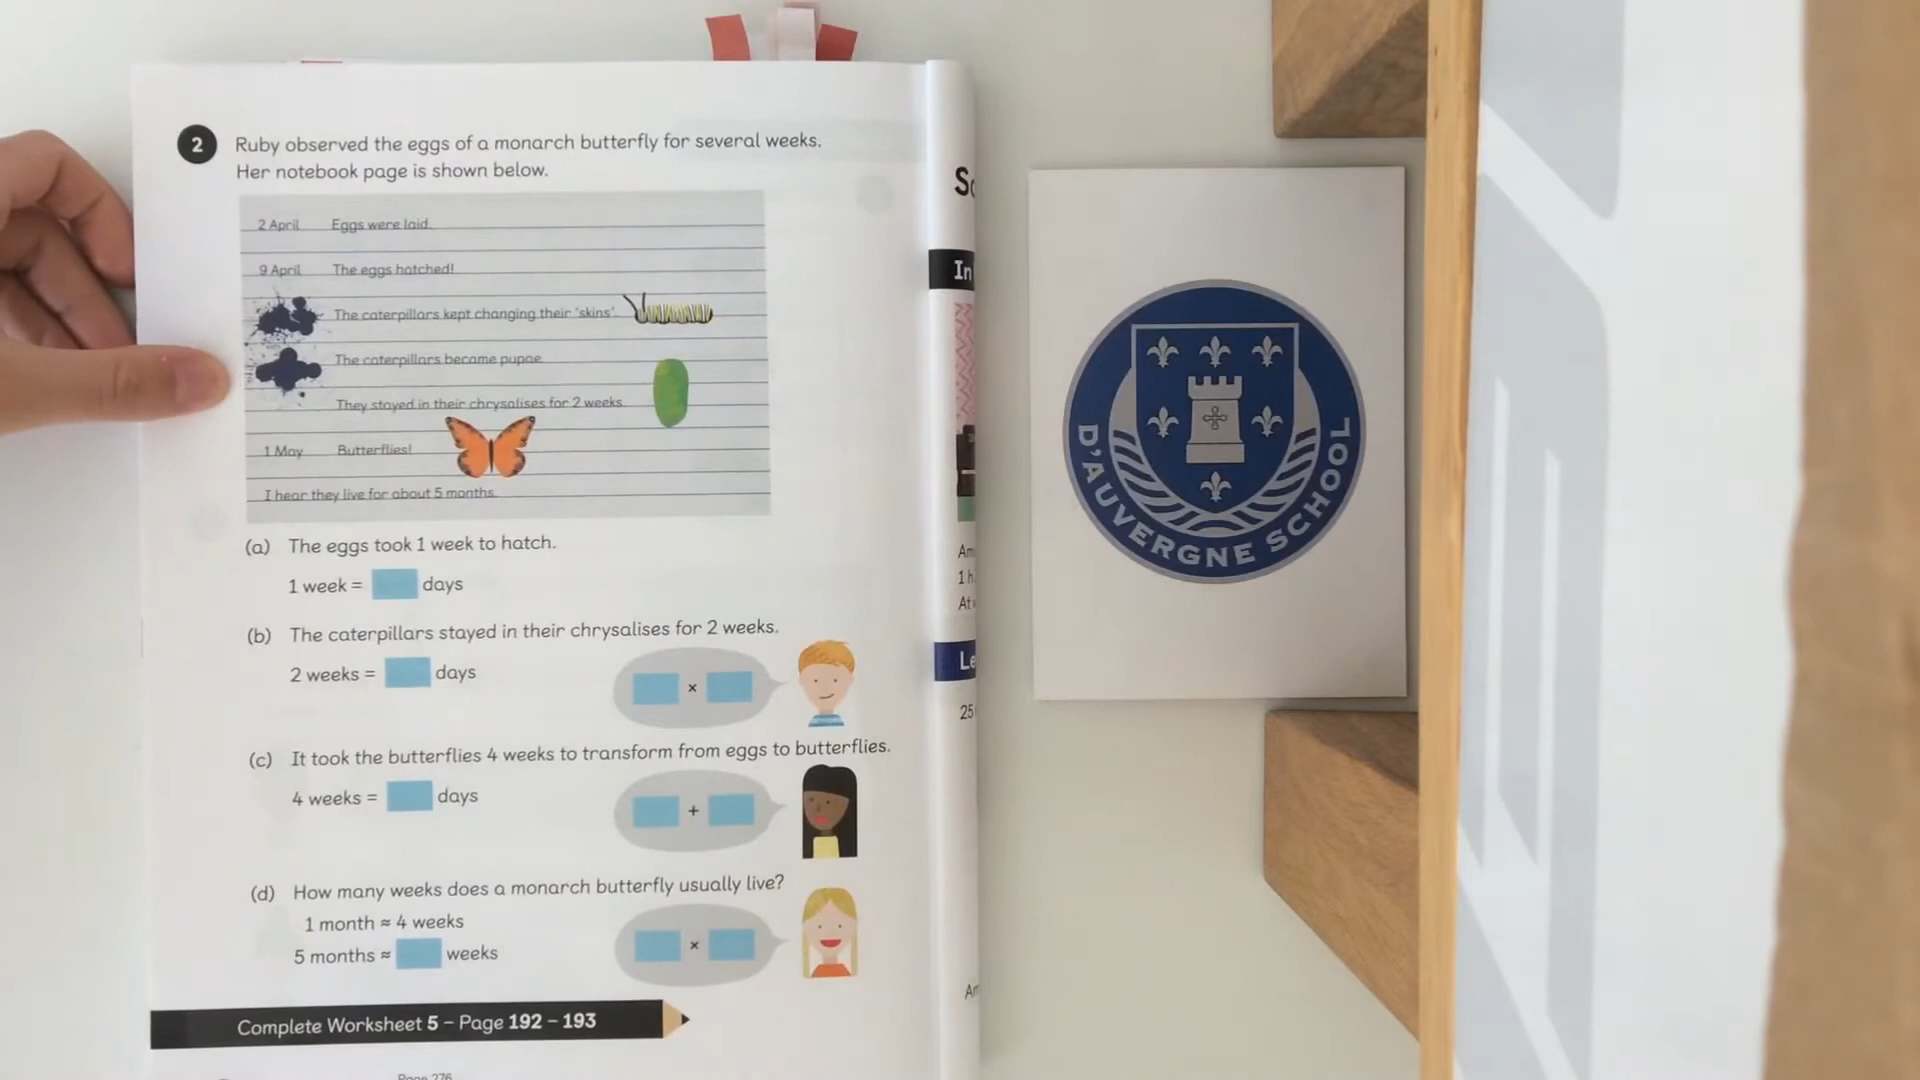 2 Ruby observed the eggs of a monarch butterfly for several weeks.
Her notebook page is shown below.
2 April Eggs were laid.
9 April The eggs hatched!
The caterpillars kept changing their 'skins'.
The caterpillars became pupae
They stayed in their chrysalises for 2 weeks.
1 May Butterflies!
I hear they live for about 5 months.
(a) The eggs took 1 week to hatch.
1 week = days
(b) The caterpillars stayed in their chrysalises for 2 weeks.
2 weeks = days
×
(c) It took the butterflies 4 weeks to transform from eggs to butterflies.
4 weeks = days
+
(d) How many weeks does a monarch butterfly usually live?
1 month ≈ 4 weeks
5 months ≈ weeks
×
Complete Worksheet 5 – Page 192 – 193
Page 276
In
1 h
At
Le
25
D'AUVERGNE SCHOOL